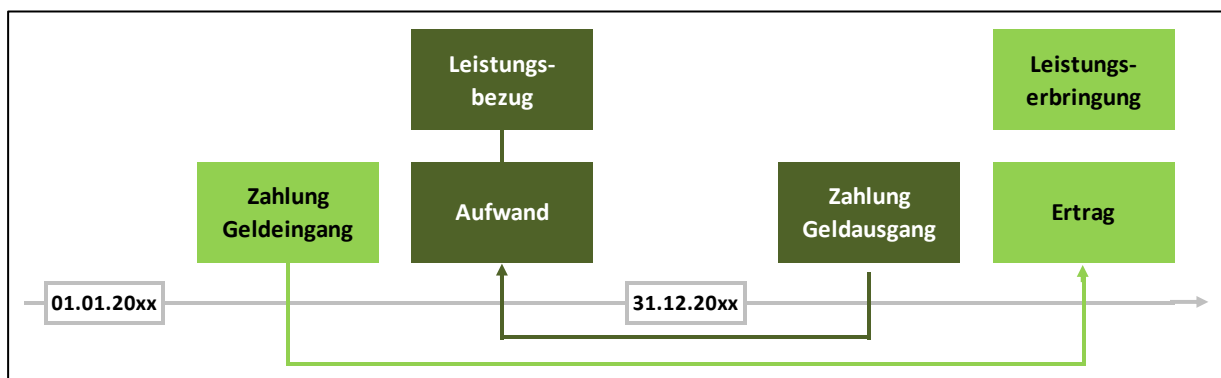 Leistungs-
bezug
Leistungs-
erbringung
Zahlung
Geldeingang
Aufwand
Zahlung
Geldausgang
Ertrag
01.01.20xx
31.12.20xx